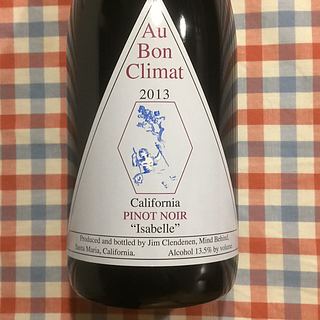 Au
Bon
Climat
2013
California
PINOT NOIR
"Isabelle"
Produced and bottled by Jim Clendenen, Mind Behind.
Santa Maria, California. Alcohol 13.5% by volume.